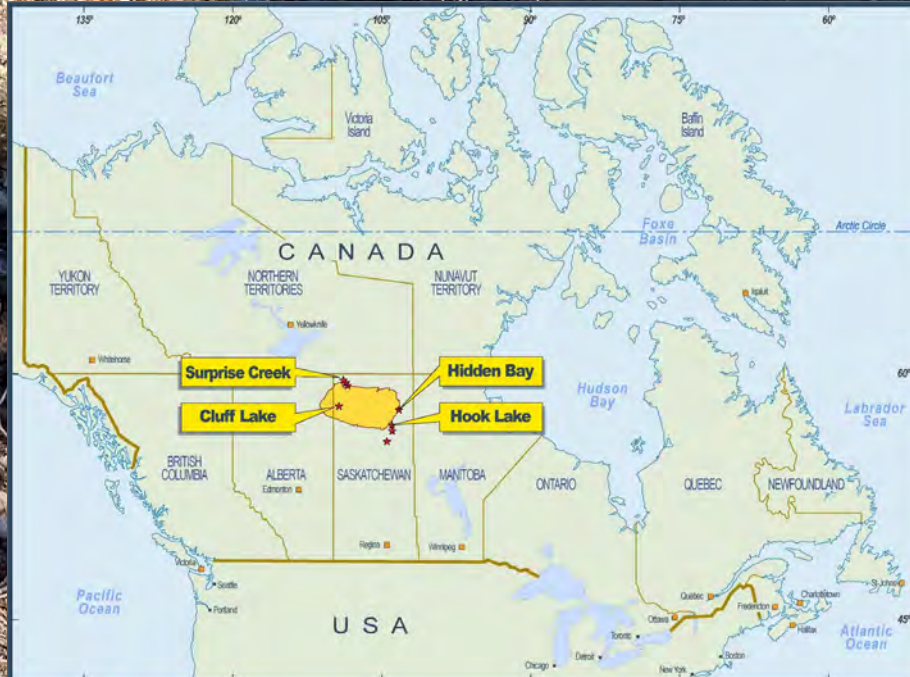 135°
120°
105°
90°
75°
60°
Beaufort
Sea
Victoria
Island
Baffin
Island
Foxe
Basin
Arctic Circle
CANADA
YUKON
TERRITORY
NORTHERN
TERRITORIES
NUNAVUT
TERRITORY
Iqaluit
Yellowknife
Whitehorse
60°
Surprise Creek
Hidden Bay
Cluff Lake
Hook Lake
Hudson
Bay
Labrador
Sea
BRITISH
COLUMBIA
ALBERTA
Edmonton
SASKATCHEWAN
MANITOBA
ONTARIO
QUEBEC
NEWFOUNDLAND
Regina
Winnipeg
Victoria
Seattle
Portland
Pacific
Ocean
USA
Quebec
Charlottetown
St-Johns
Fredericton
Ottawa
Halifax
45°
Toronto
Atlantic
Ocean
Detroit
Boston
Chicago
New York